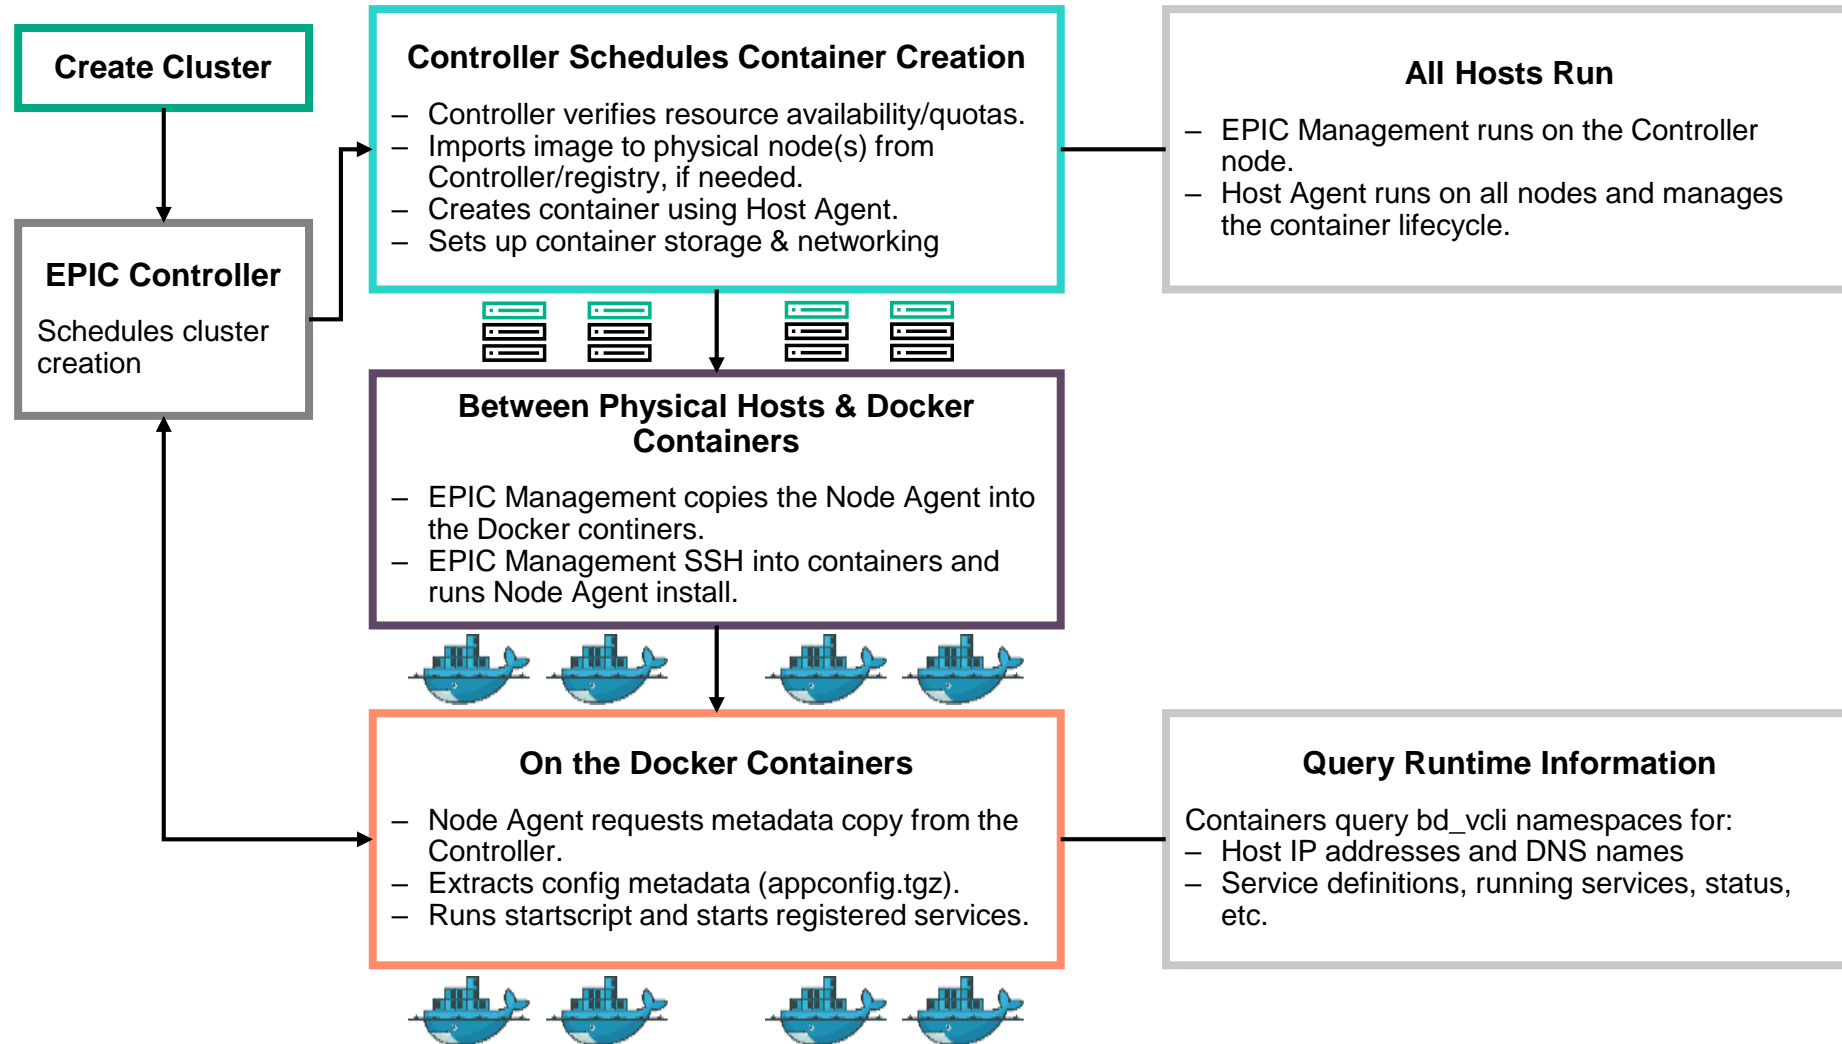 Create Cluster
EPIC Controller
Schedules cluster
creation
Controller Schedules Container Creation
– Controller verifies resource availability/quotas.
– Imports image to physical node(s) from
Controller/registry, if needed.
– Creates container using Host Agent.
– Sets up container storage & networking
All Hosts Run
– EPIC Management runs on the Controller
node.
– Host Agent runs on all nodes and manages
the container lifecycle.
Between Physical Hosts & Docker
Containers
– EPIC Management copies the Node Agent into
the Docker continers.
– EPIC Management SSH into containers and
runs Node Agent install.
On the Docker Containers
– Node Agent requests metadata copy from the
Controller.
– Extracts config metadata (appconfig.tgz).
– Runs startscript and starts registered services.
Query Runtime Information
Containers query bd_vcli namespaces for:
– Host IP addresses and DNS names
– Service definitions, running services, status,
etc.